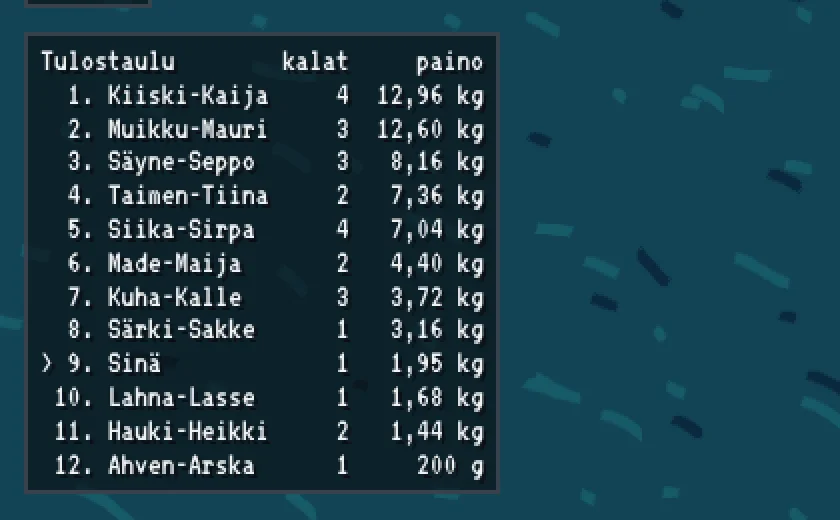 Tulostaulu kalat paino
1. Kiiski-Kaija 4 12,96 kg
2. Muikku-Mauri 3 12,60 kg
3. Säyne-Seppo 3 8,16 kg
4. Taimen-Tiina 2 7,36 kg
5. Siika-Sirpa 4 7,04 kg
6. Made-Maija 2 4,40 kg
7. Kuha-Kalle 3 3,72 kg
8. Särki-Sakke 1 3,16 kg
> 9. Sinä 1 1,95 kg
10. Lahna-Lasse 1 1,68 kg
11. Hauki-Heikki 2 1,44 kg
12. Ahven-Arska 1 200 g